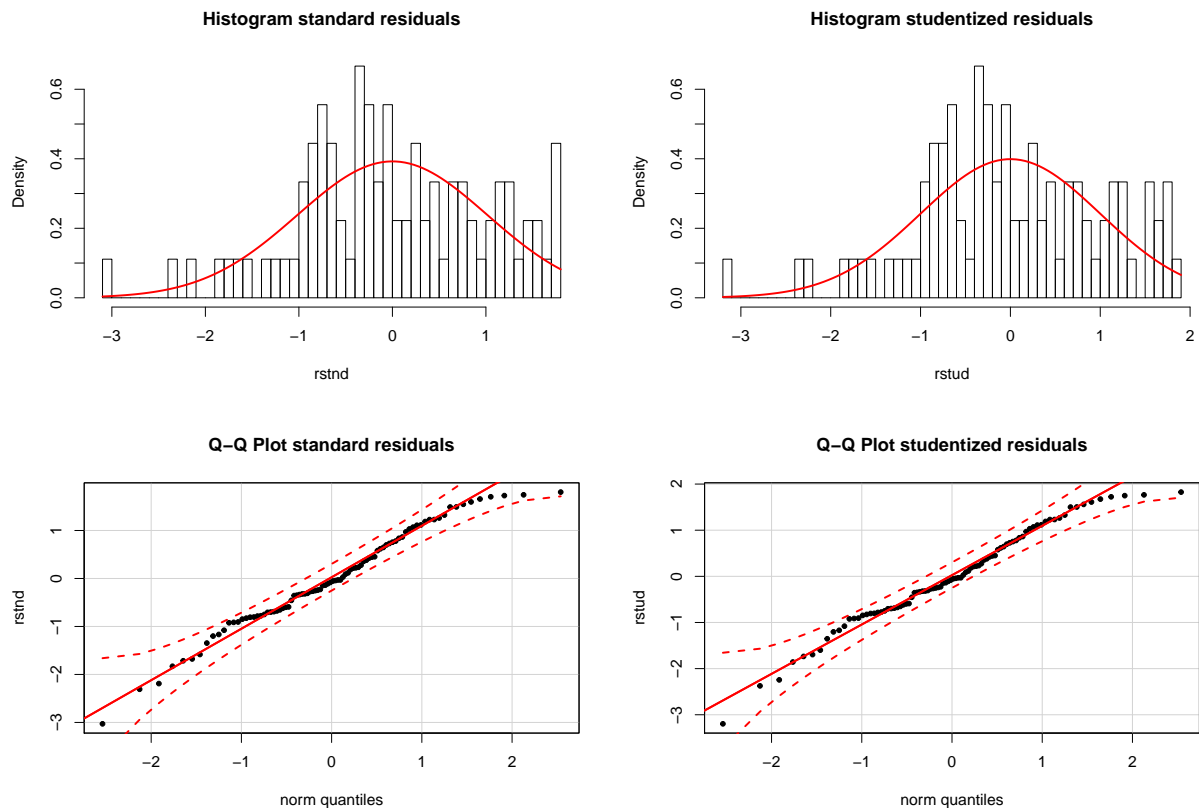 Histogram standard residuals
Density
0.0 0.2 0.4 0.6
−3 −2 −1 0 1
rstnd
Histogram studentized residuals
Density
0.0 0.2 0.4 0.6
−3 −2 −1 0 1 2
rstud
Q−Q Plot standard residuals
rstnd
−3 −2 −1 0 1
−2 −1 0 1 2
norm quantiles
Q−Q Plot studentized residuals
rstud
−3 −2 −1 0 1 2
−2 −1 0 1 2
norm quantiles